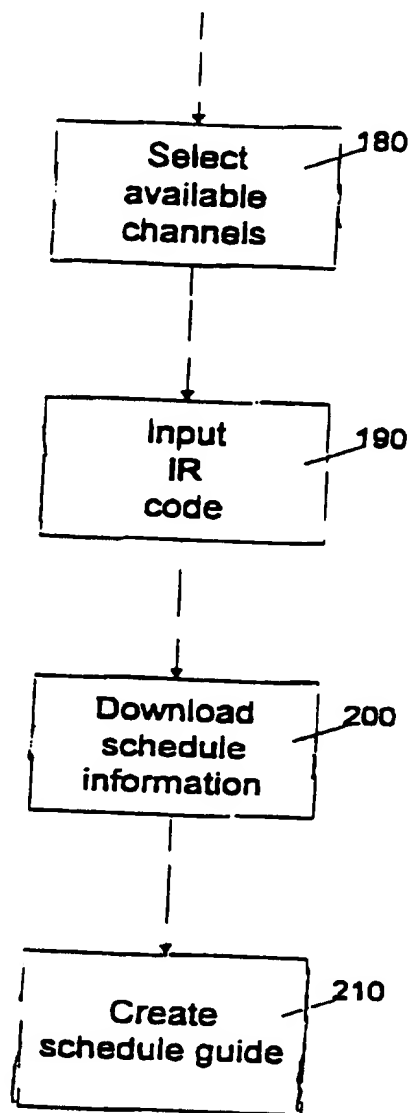 180
Select
available
channels
190
Input
IR
code
200
Download
schedule
information
210
Create
schedule guide